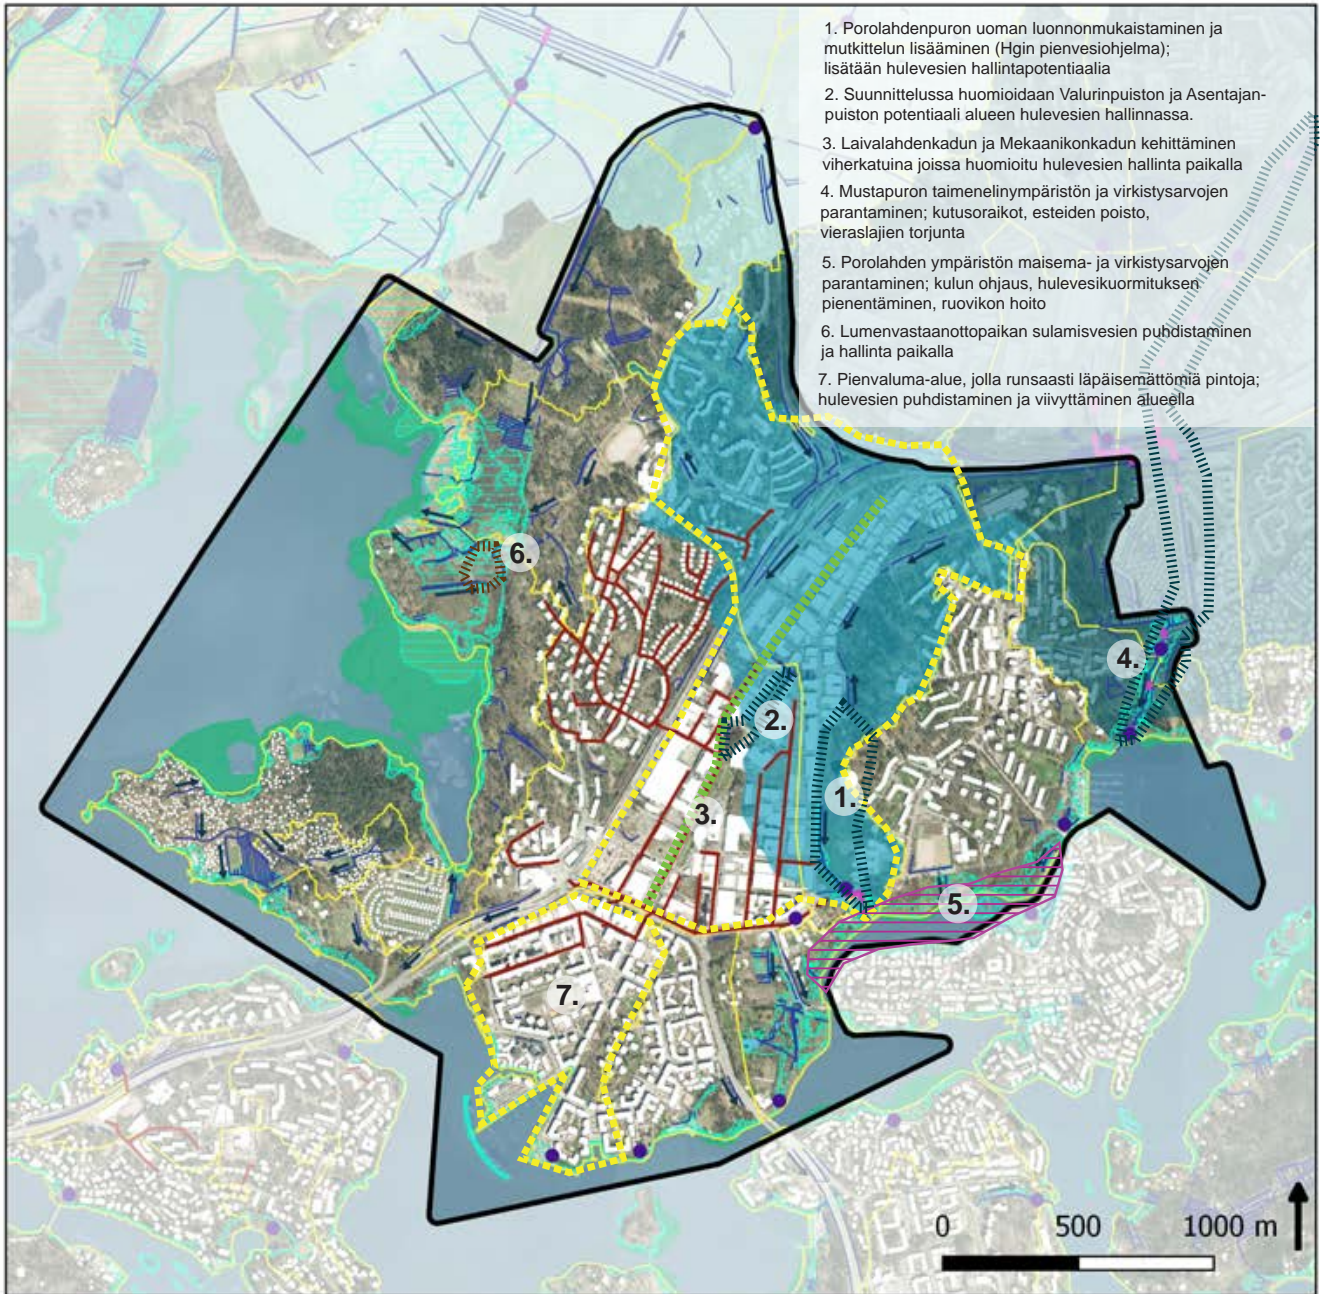 1. Porolahdenpuron uoman luonnonmukaistaminen ja
mutkittelun lisääminen (Hgin pienvesiohjelma);
lisätään hulevesien hallintapotentiaalia
2. Suunnittelussa huomioidaan Valurinpuiston ja Asentajan-
puiston potentiaali alueen hulevesien hallinnassa.
3. Laivalahdenkadun ja Mekaanikonkadun kehittäminen
viherkatuina joissa huomioitu hulevesien hallinta paikalla
4. Mustapuron taimenelinympäristön ja virkistysarvojen
parantaminen; kutusoraikot, esteiden poisto,
vieraslajien torjunta
5. Porolahden ympäristön maisema- ja virkistysarvojen
parantaminen; kulun ohjaus, hulevesikuormituksen
pienentäminen, ruovikon hoito
6. Lumenvastaanottopaikan sulamisvesien puhdistaminen
ja hallinta paikalla
7. Pienvaluma-alue, jolla runsaasti läpäisemättömiä pintoja;
hulevesien puhdistaminen ja viivyttäminen alueella
6.
4.
2.
1.
3.
5.
7.
0 500 1000 m